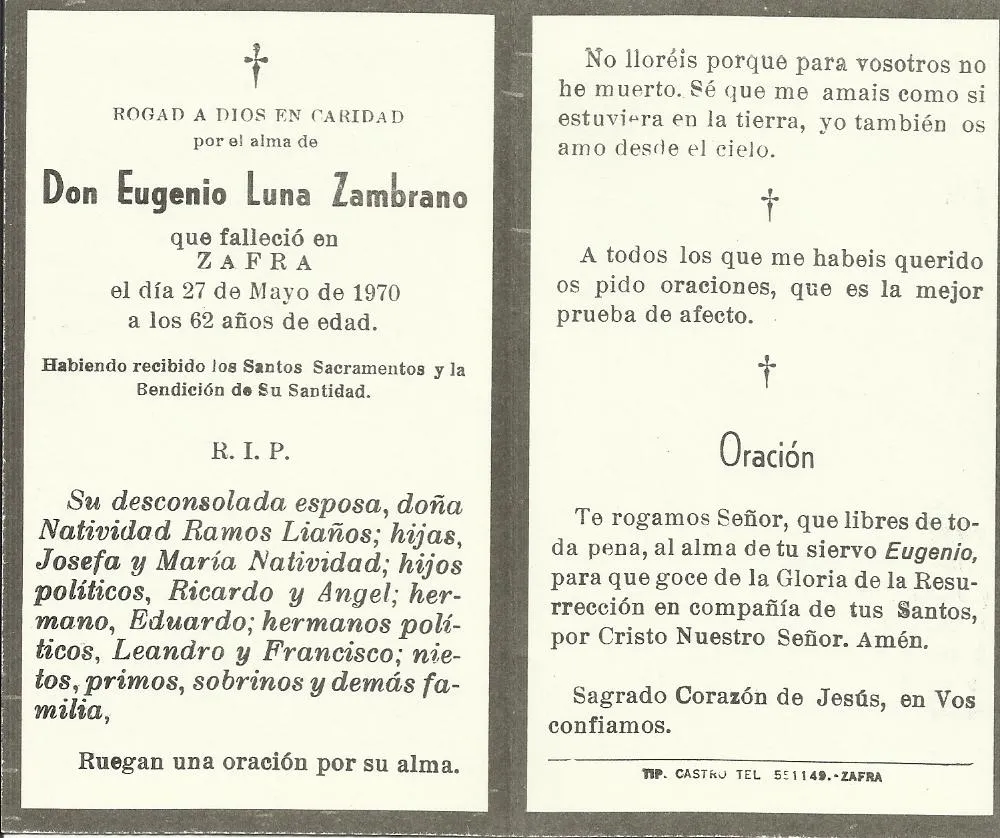 ROGAD A DIOS EN CARIDAD
por el alma de
Don Eugenio Luna Zambrano
que falleció en
ZAFRA
el día 27 de Mayo de 1970
a los 62 años de edad.
Habiendo recibido los Santos Sacramentos y la
Bendición de Su Santidad.
R. I. P.
Su desconsolada esposa, doña
Natividad Ramos Liaños; hijas,
Josefa y María Natividad; hijos
políticos, Ricardo y Angel; her-
mano, Eduardo; hermanos polí-
ticos, Leandro y Francisco; nie-
tos, primos, sobrinos y demás fa-
milia,
Ruegan una oración por su alma.
No lloréis porque para vosotros no
he muerto. Sé que me amais como si
estuviera en la tierra, yo también os
amo desde el cielo.
A todos los que me habeis querido
os pido oraciones, que es la mejor
prueba de afecto.
Oración
Te rogamos Señor, que libres de to-
da pena, al alma de tu siervo Eugenio,
para que goce de la Gloria de la Resu-
rrección en compañía de tus Santos,
por Cristo Nuestro Señor. Amén.
Sagrado Corazón de Jesús, en Vos
confiamos.
TIP. CASTRO TEL 551149.-ZAFRA